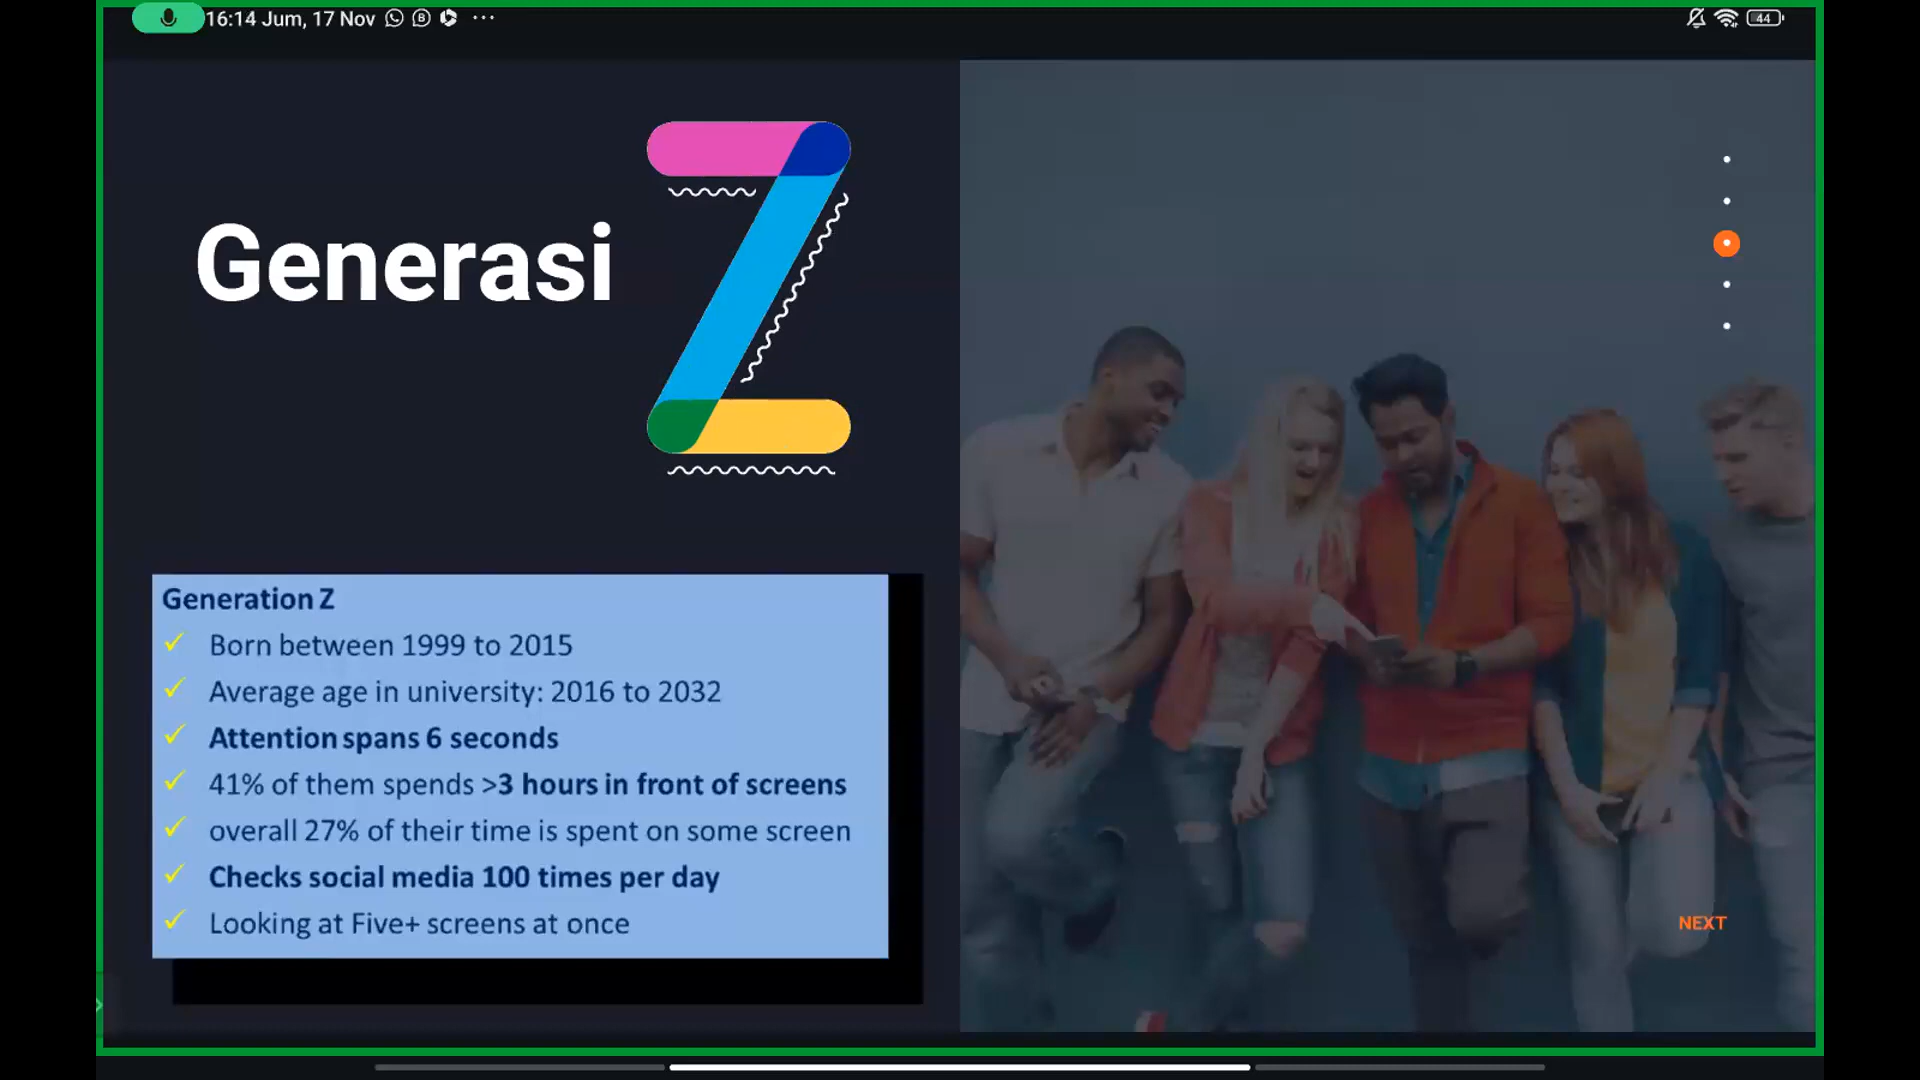 16:14 Jum, 17 Nov
44
Generasi
Z
Generation Z
✓ Born between 1999 to 2015
✓ Average age in university: 2016 to 2032
✓ Attention spans 6 seconds
✓ 41% of them spends >3 hours in front of screens
✓ overall 27% of their time is spent on some screen
✓ Checks social media 100 times per day
✓ Looking at Five+ screens at once
NEXT